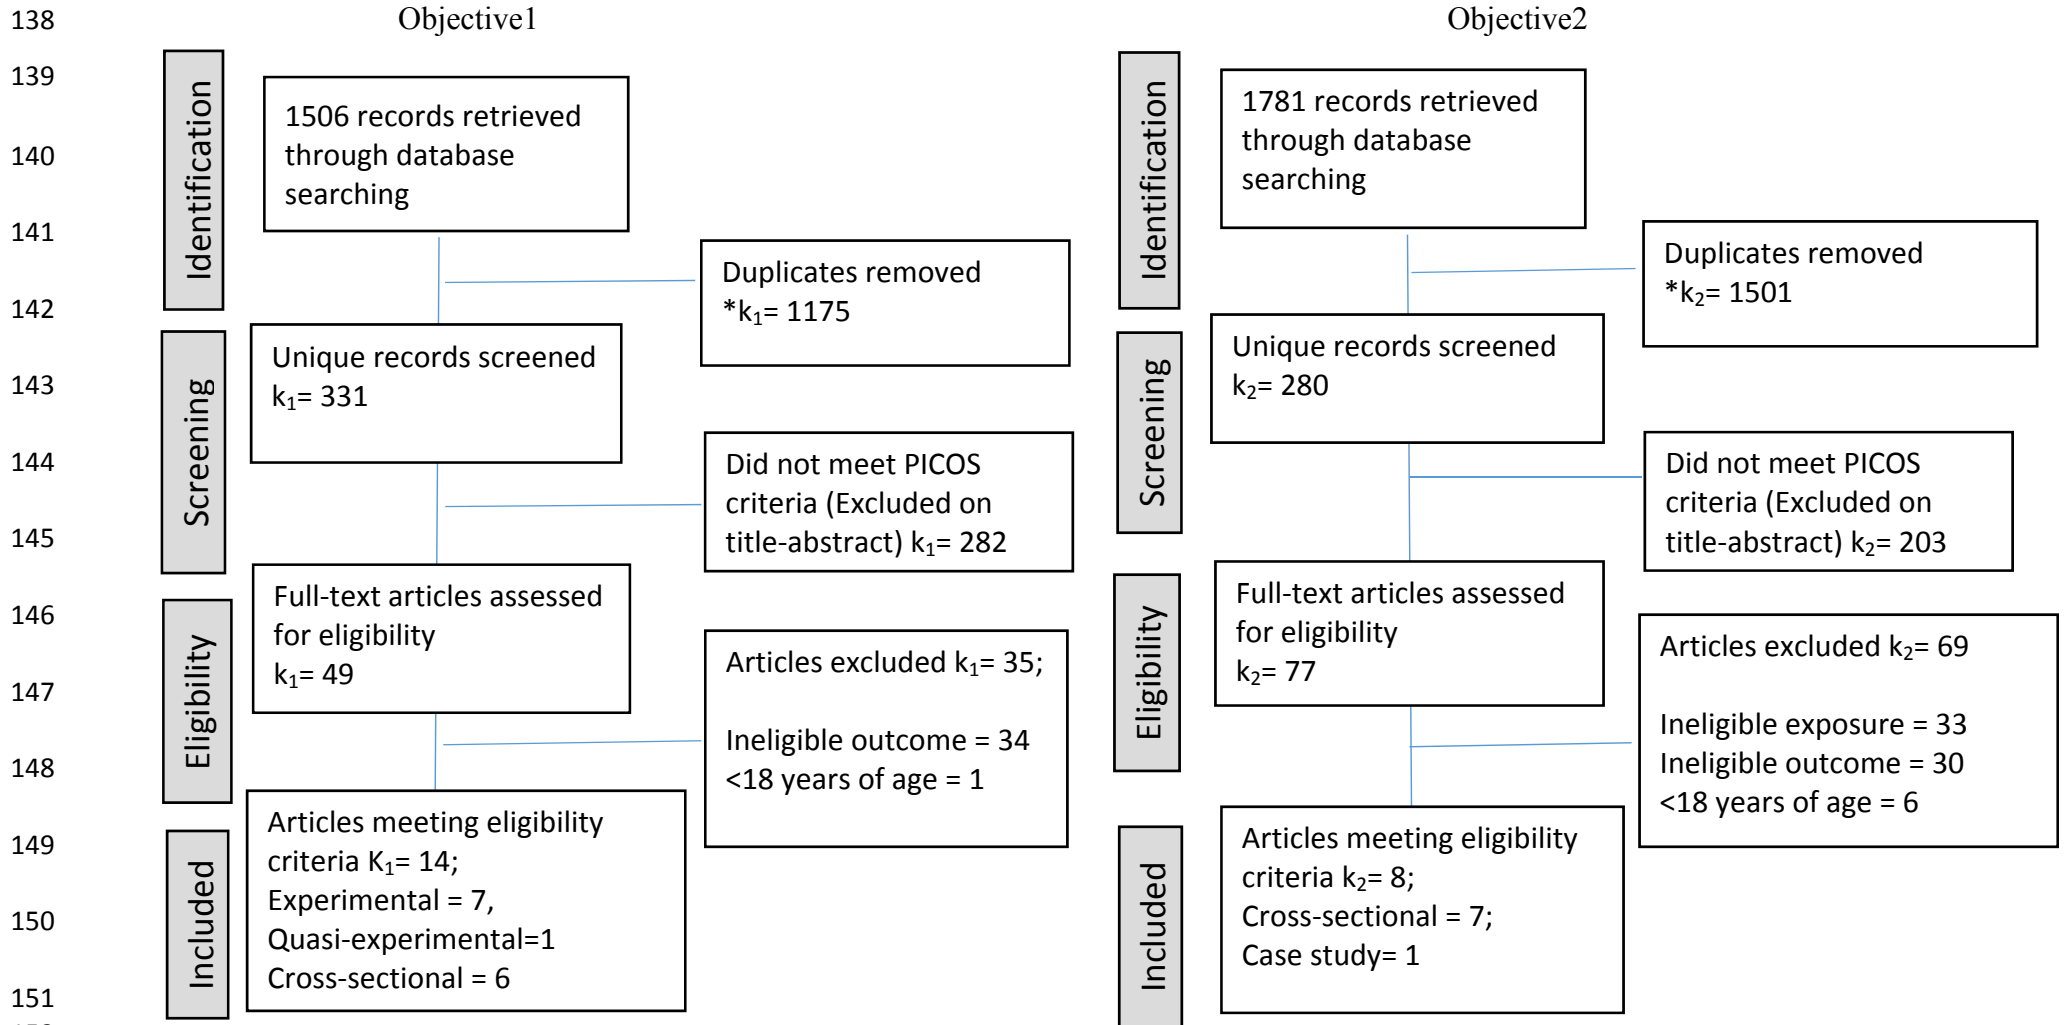 138
Objective1
Objective2
139
140
141
142
143
144
145
146
147
148
149
150
151
Identification
1506 records retrieved
through database
searching
Duplicates removed
*k₁= 1175
Screening
Unique records screened
k₁= 331
Did not meet PICOS
criteria (Excluded on
title-abstract) k₁= 282
Eligibility
Full-text articles assessed
for eligibility
k₁= 49
Articles excluded k₁= 35;
Ineligible outcome = 34
<18 years of age = 1
Included
Articles meeting eligibility
criteria K₁= 14;
Experimental = 7,
Quasi-experimental=1
Cross-sectional = 6
Identification
1781 records retrieved
through database
searching
Duplicates removed
*k₂= 1501
Screening
Unique records screened
k₂= 280
Did not meet PICOS
criteria (Excluded on
title-abstract) k₂= 203
Eligibility
Full-text articles assessed
for eligibility
k₂= 77
Articles excluded k₂= 69
Ineligible exposure = 33
Ineligible outcome = 30
<18 years of age = 6
Included
Articles meeting eligibility
criteria k₂= 8;
Cross-sectional = 7;
Case study= 1